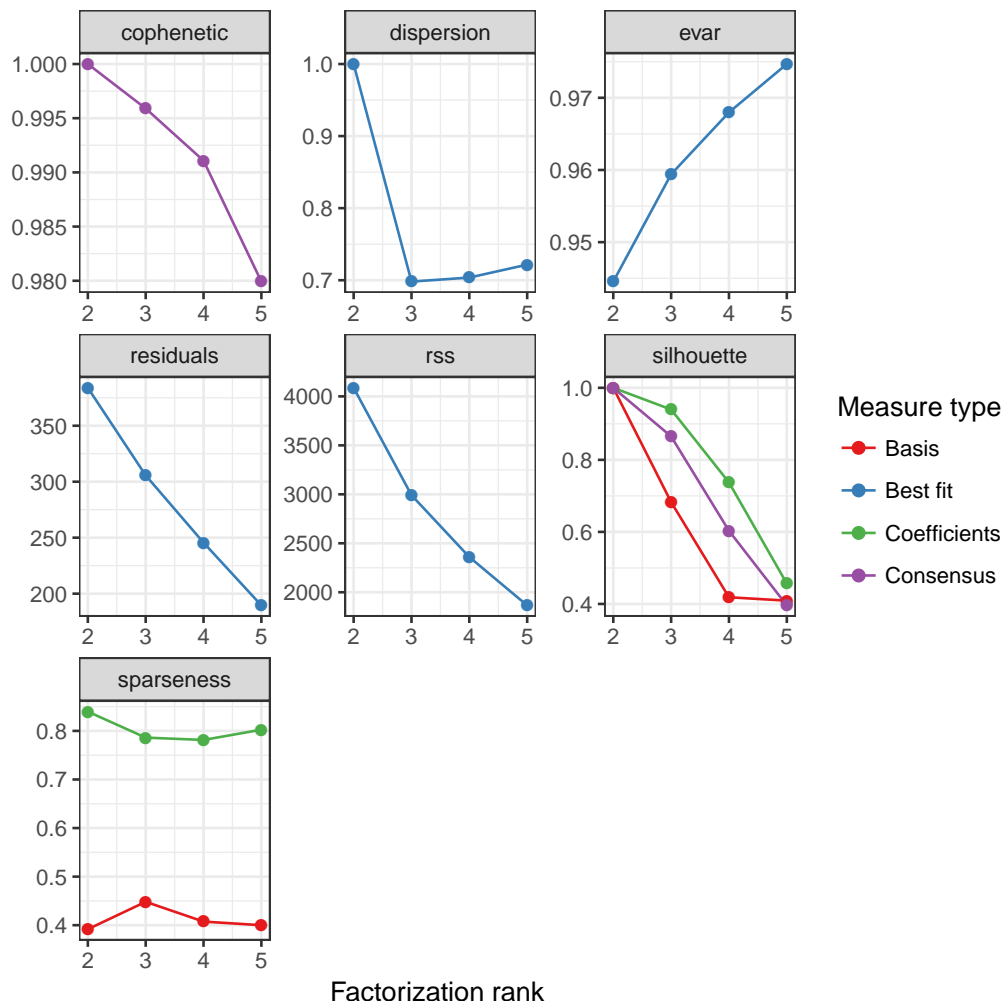 cophenetic
dispersion
evar
1.000
0.995
0.990
0.985
0.980
2 3 4 5
1.0
0.9
0.8
0.7
2 3 4 5
0.97
0.96
0.95
2 3 4 5
residuals
rss
silhouette
350
300
250
200
2 3 4 5
4000
3500
3000
2500
2000
2 3 4 5
1.0
0.8
0.6
0.4
2 3 4 5
Measure type
Basis
Best fit
Coefficients
Consensus
sparseness
0.8
0.7
0.6
0.5
0.4
2 3 4 5
Factorization rank